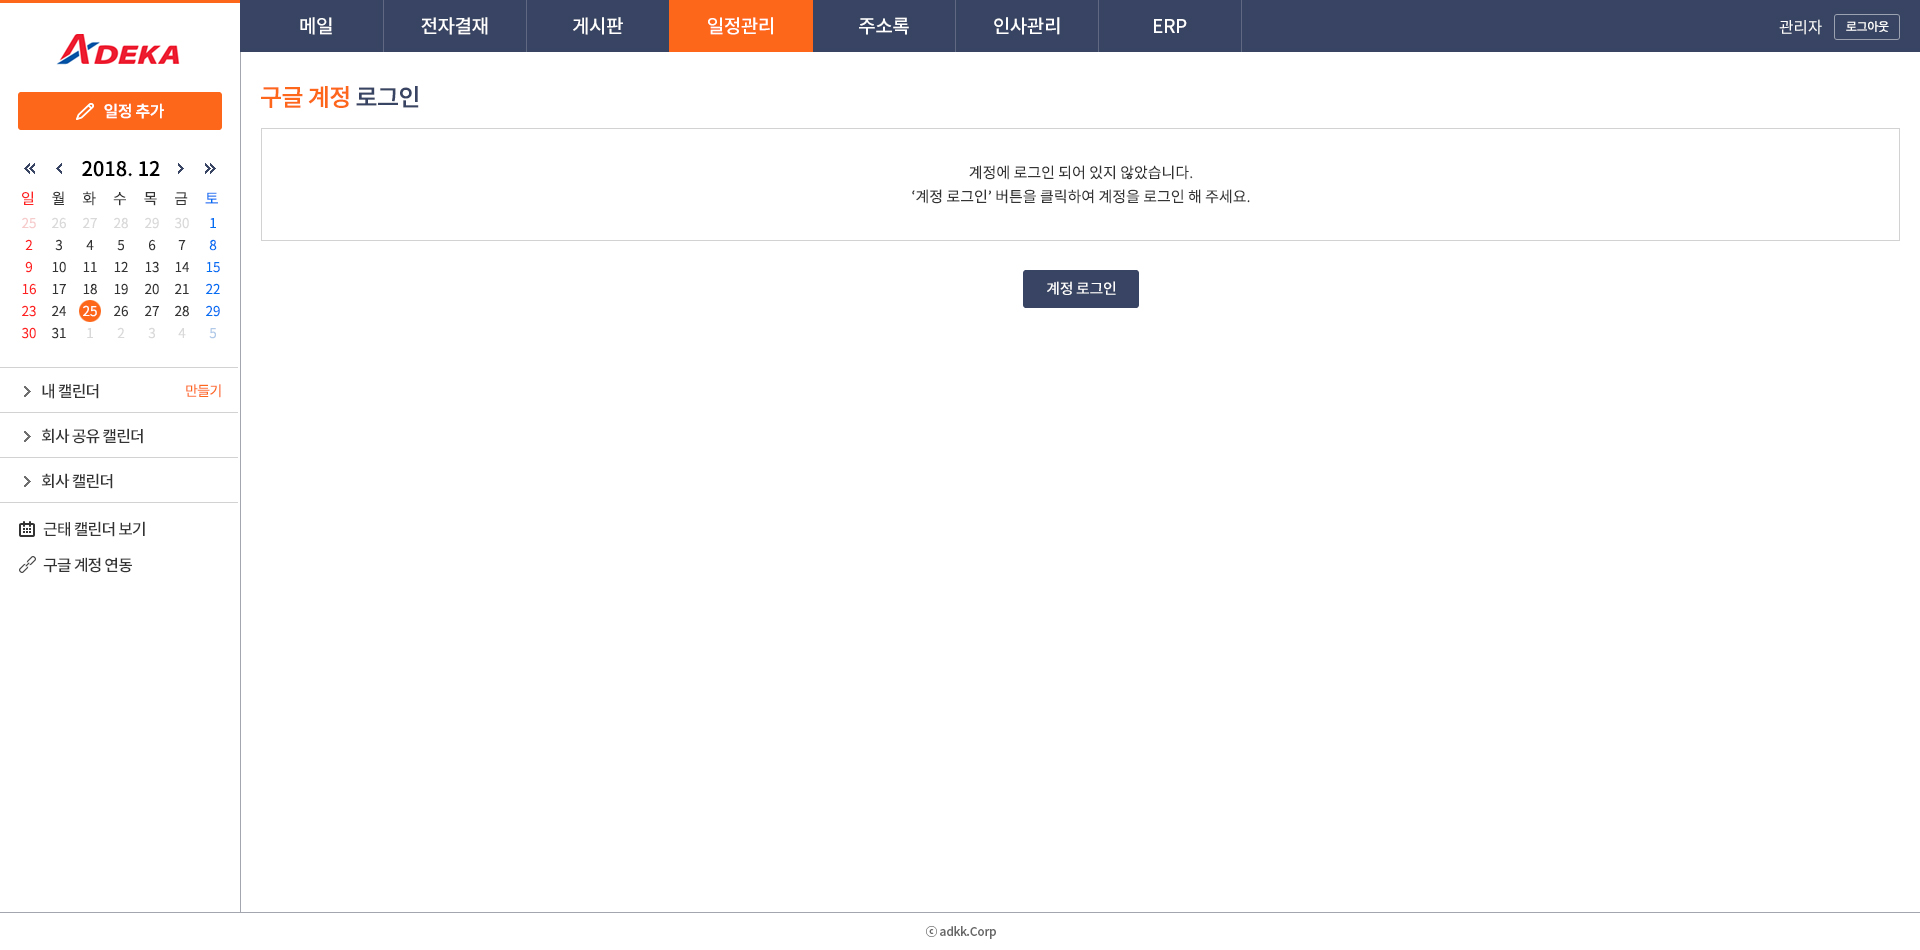 ADEKA
메일 전자결재 게시판 일정관리 주소록 인사관리 ERP
관리자 로그아웃
일정 추가
2018. 12
일 월 화 수 목 금 토
25 26 27 28 29 30 1
2 3 4 5 6 7 8
9 10 11 12 13 14 15
16 17 18 19 20 21 22
23 24 25 26 27 28 29
30 31 1 2 3 4 5
내 캘린더 만들기
회사 공유 캘린더
회사 캘린더
근태 캘린더 보기
구글 계정 연동
구글 계정 로그인
계정에 로그인 되어 있지 않았습니다.
‘계정 로그인’ 버튼을 클릭하여 계정을 로그인 해 주세요.
계정 로그인
ⓒ adkk.Corp